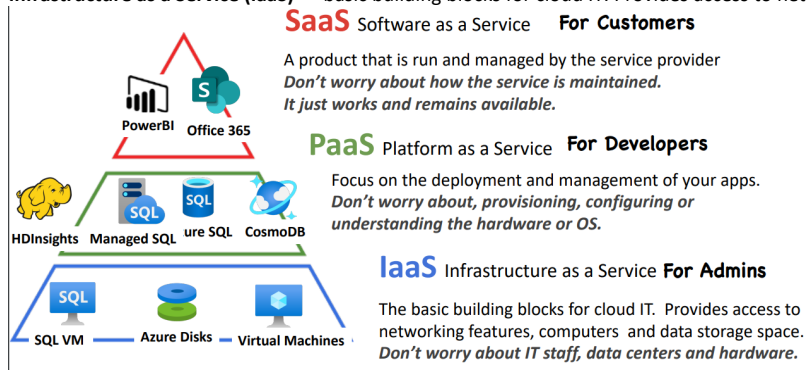 SaaS Software as a Service For Customers
A product that is run and managed by the service provider
Don't worry about how the service is maintained.
It just works and remains available.
PowerBI
S
Office 365
PaaS Platform as a Service For Developers
Focus on the deployment and management of your apps.
Don't worry about, provisioning, configuring or
understanding the hardware or OS.
SQL
SQL
HDInsights Managed SQL ure SQL CosmoDB
IaaS Infrastructure as a Service For Admins
The basic building blocks for cloud IT. Provides access to
networking features, computers and data storage space.
Don't worry about IT staff, data centers and hardware.
SQL
SQL VM Azure Disks Virtual Machines